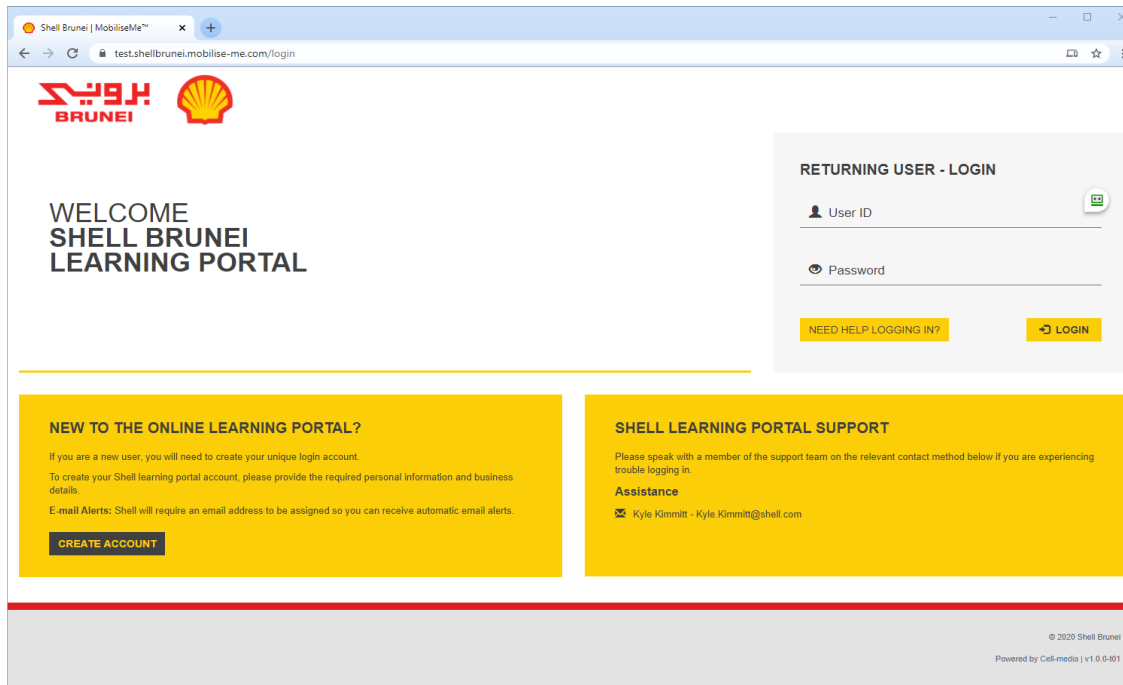 Shell Brunei | MobiliseMe™
test.shellbrunei.mobilise-me.com/login
BRUNEI
RETURNING USER - LOGIN
User ID
Password
NEED HELP LOGGING IN?
LOGIN
WELCOME
SHELL BRUNEI
LEARNING PORTAL
NEW TO THE ONLINE LEARNING PORTAL?
If you are a new user, you will need to create your unique login account.
To create your Shell learning portal account, please provide the required personal information and business
details.
E-mail Alerts: Shell will require an email address to be assigned so you can receive automatic email alerts.
CREATE ACCOUNT
SHELL LEARNING PORTAL SUPPORT
Please speak with a member of the support team on the relevant contact method below if you are experiencing
trouble logging in.
Assistance
Kyle Kimmitt - Kyle.Kimmitt@shell.com
© 2020 Shell Brunei
Powered by Cell-media | v1.0.0-t01